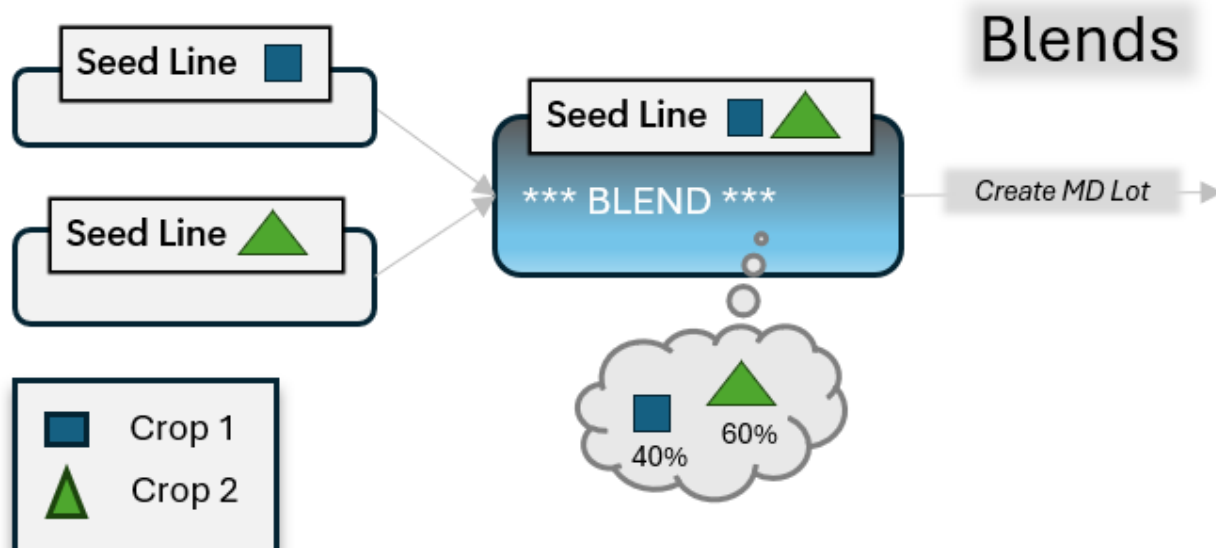 Blends
Seed Line
Seed Line
Seed Line
*** BLEND ***
Create MD Lot
40%
60%
Crop 1
Crop 2